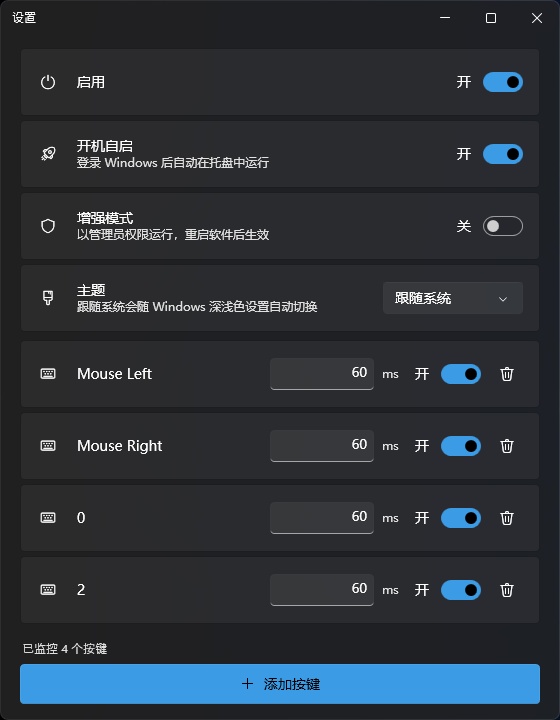 设置
启用
开
开机自启
登录 Windows 后自动在托盘中运行
开
增强模式
以管理员权限运行，重启软件后生效
关
主题
跟随系统会随 Windows 深浅色设置自动切换
跟随系统
Mouse Left 60 ms 开
Mouse Right 60 ms 开
0 60 ms 开
2 60 ms 开
已监控 4 个按键
+ 添加按键